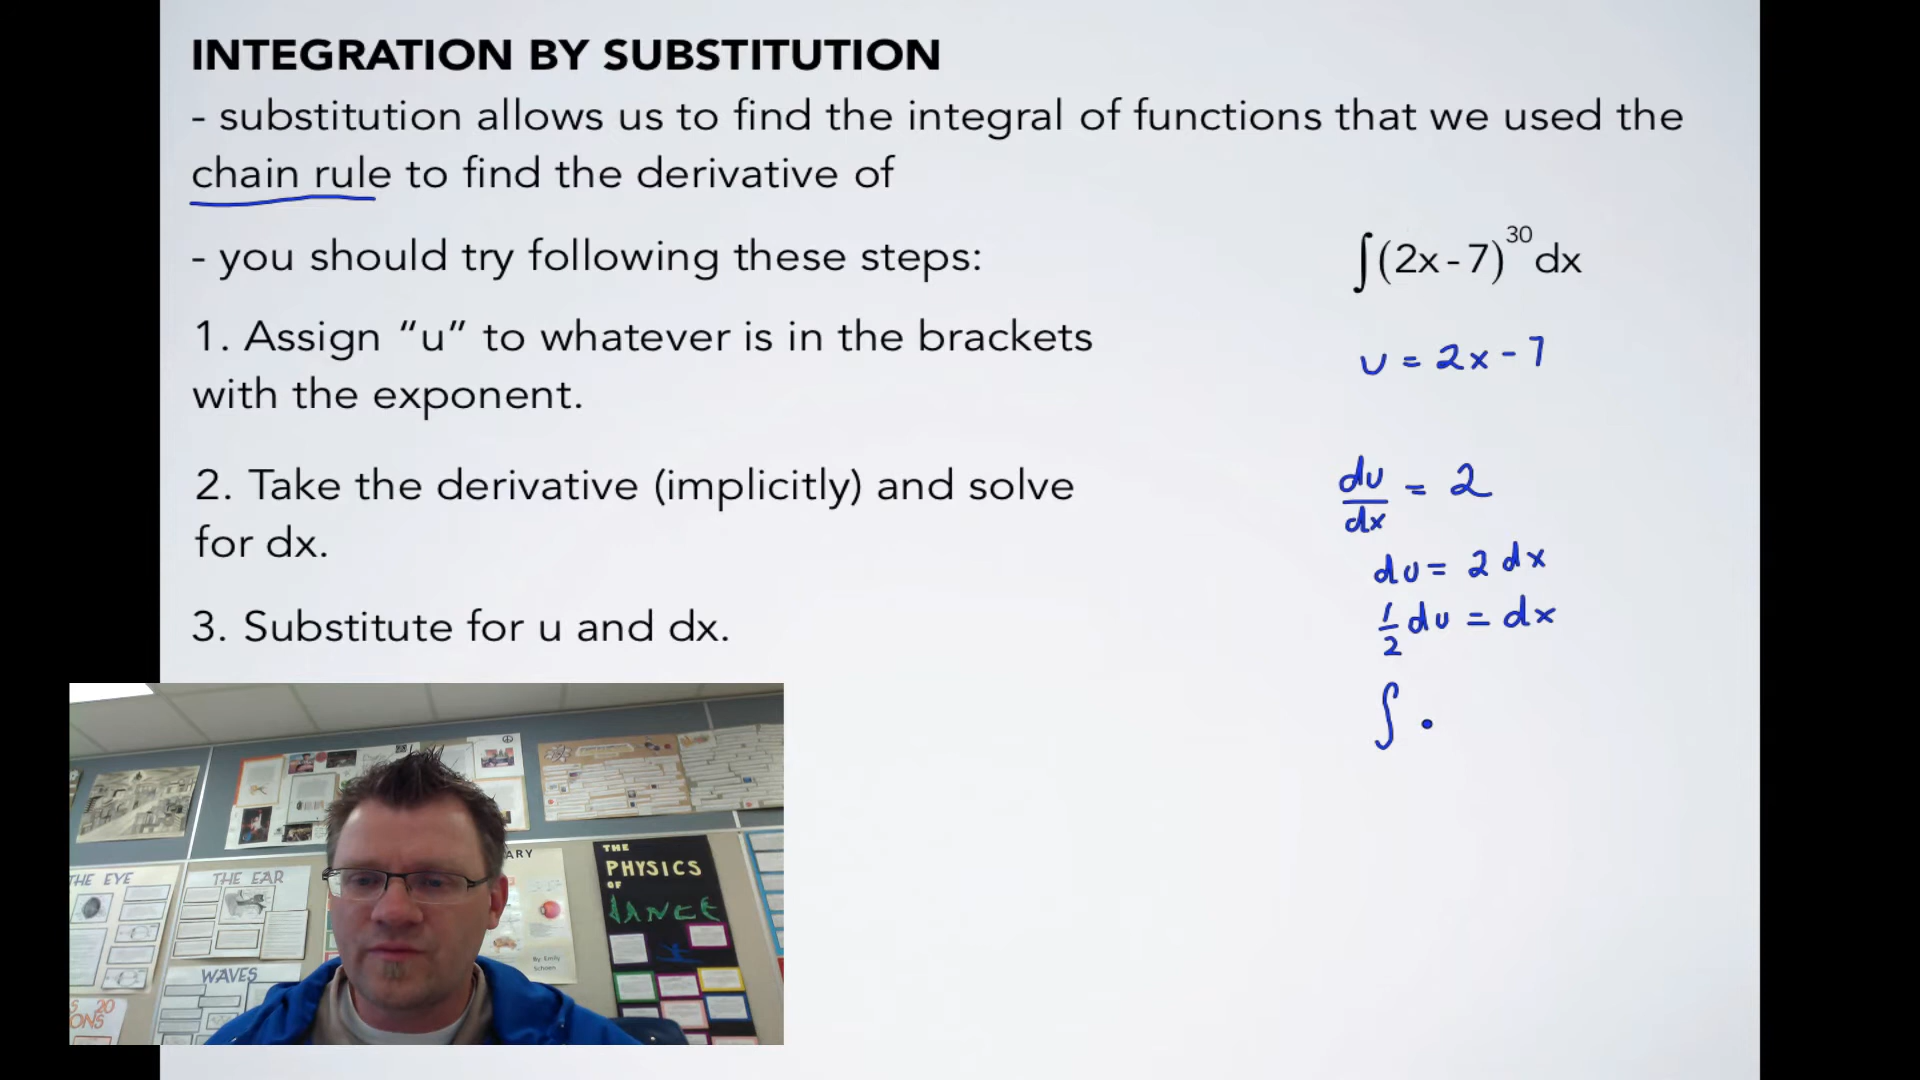 INTEGRATION BY SUBSTITUTION
- substitution allows us to find the integral of functions that we used the
chain rule to find the derivative of
- you should try following these steps:
∫(2x-7)³⁰dx
1. Assign “u” to whatever is in the brackets
with the exponent.
u = 2x - 7
2. Take the derivative (implicitly) and solve
for dx.
du/dx = 2
du = 2 dx
1/2 du = dx
3. Substitute for u and dx.
∫
THE EYE
THE EAR
WAVES
THE
PHYSICS
OF
DANCE
By: Emily